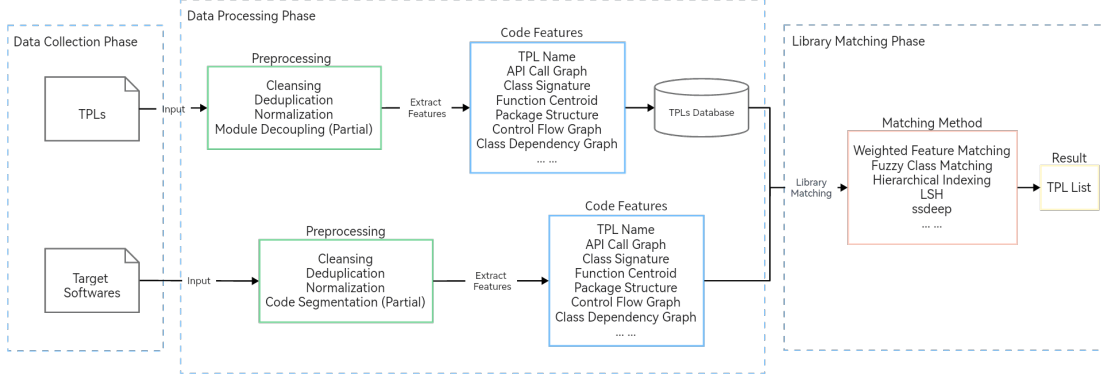 Data Collection Phase
TPLs
Target
Softwares
Input
Input
Data Processing Phase
Preprocessing
Cleansing
Deduplication
Normalization
Module Decoupling (Partial)
Extract
Features
Code Features
TPL Name
API Call Graph
Class Signature
Function Centroid
Package Structure
Control Flow Graph
Class Dependency Graph
... ...
TPLs Database
Preprocessing
Cleansing
Deduplication
Normalization
Code Segmentation (Partial)
Extract
Features
Code Features
TPL Name
API Call Graph
Class Signature
Function Centroid
Package Structure
Control Flow Graph
Class Dependency Graph
... ...
Library Matching Phase
Library
Matching
Matching Method
Weighted Feature Matching
Fuzzy Class Matching
Hierarchical Indexing
LSH
ssdeep
... ...
Result
TPL List